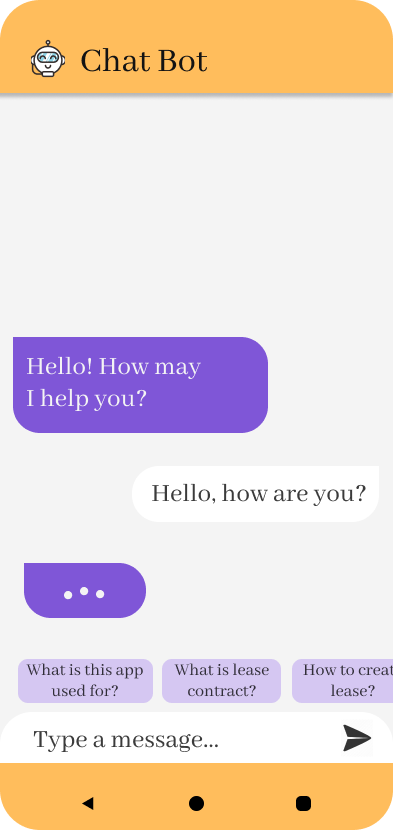 Chat Bot
Hello! How may
I help you?
Hello, how are you?
What is this app
used for?
What is lease
contract?
How to creat
lease?
Type a message...